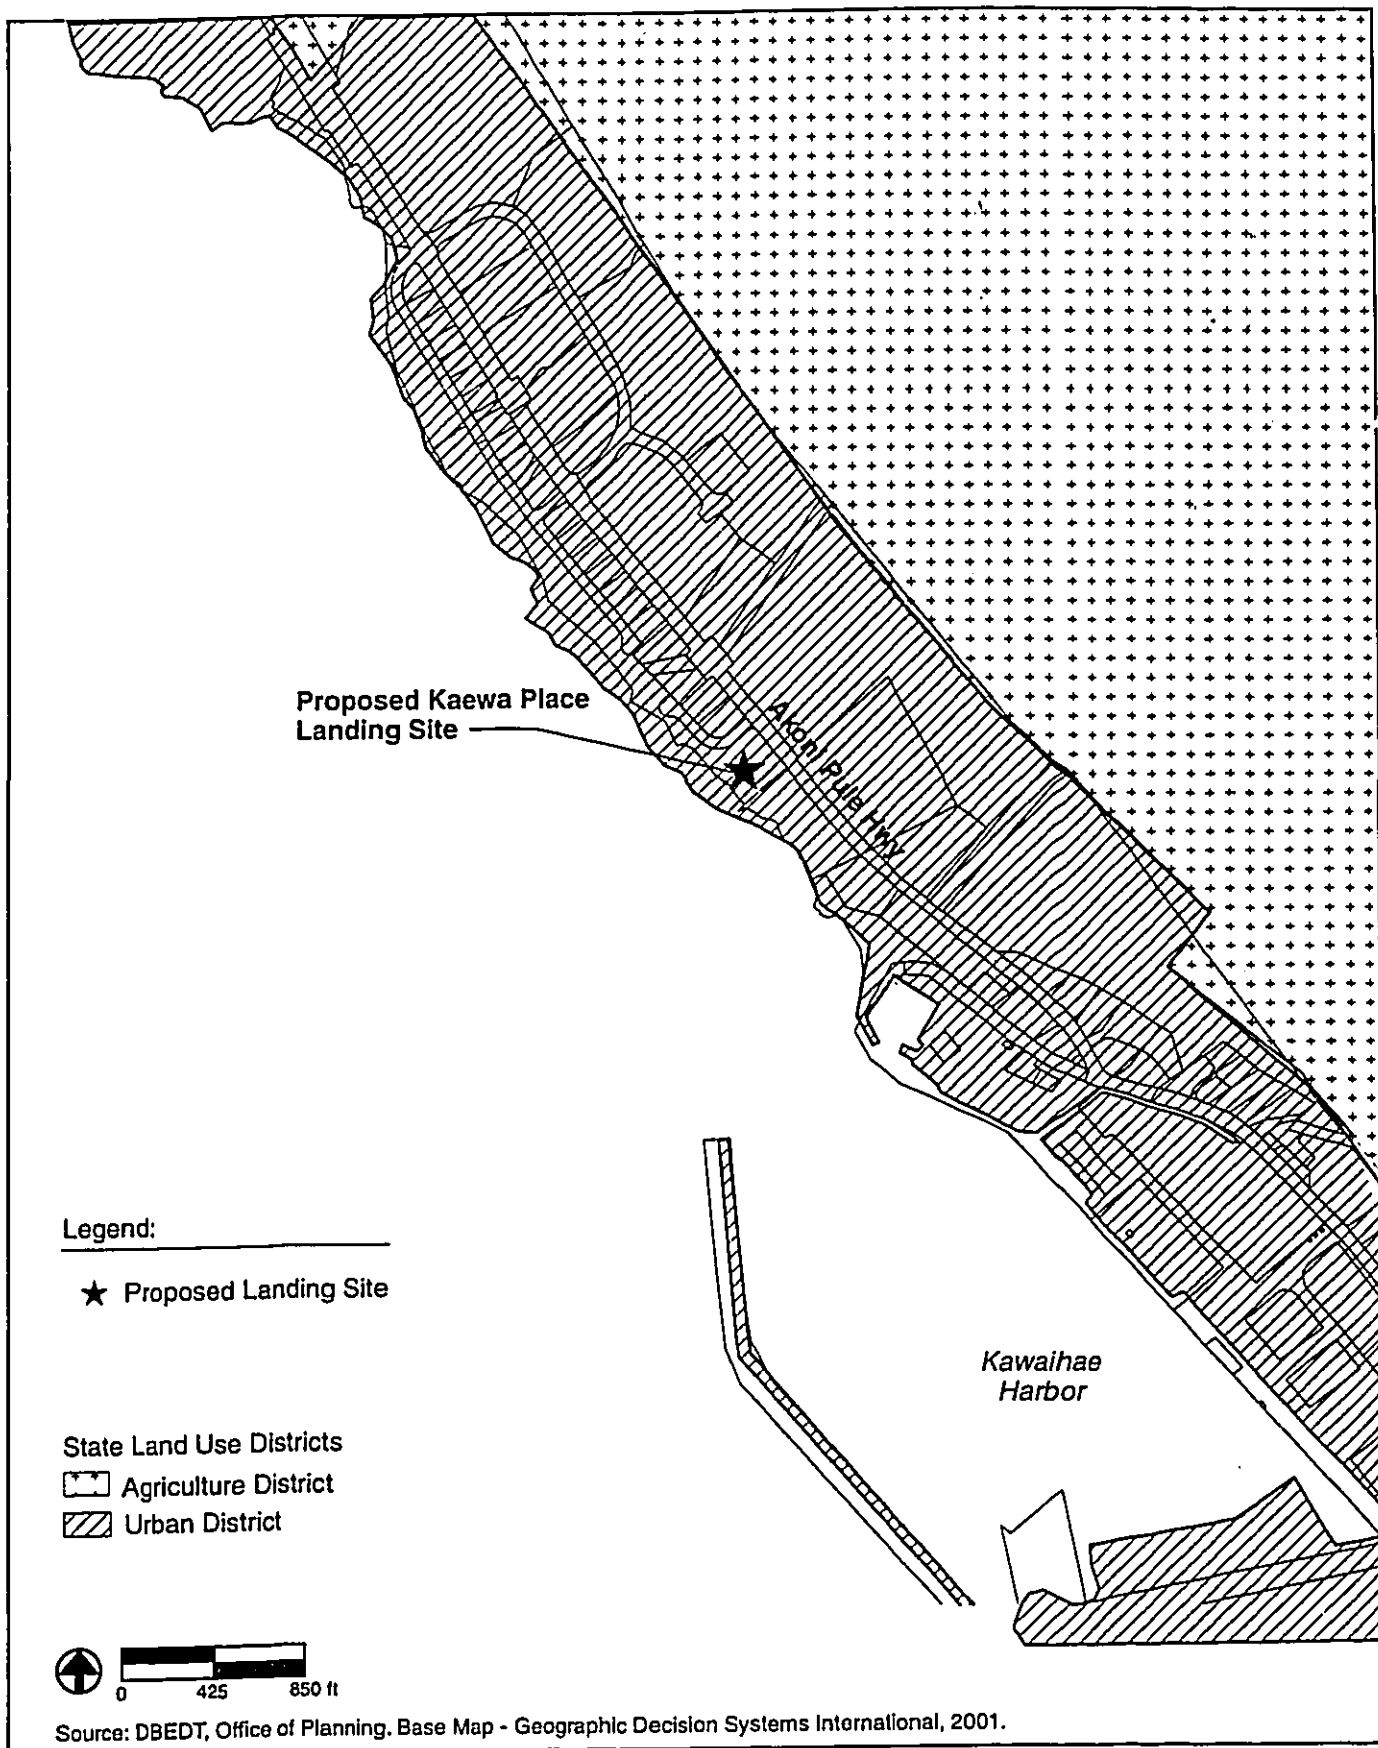 Proposed Kaewa Place
Landing Site
Akoni Pule Hwy
Kawaihae
Harbor
Legend:
Proposed Landing Site
State Land Use Districts
Agriculture District
Urban District
0 425 850 ft
Source: DBEDT, Office of Planning. Base Map - Geographic Decision Systems International, 2001.